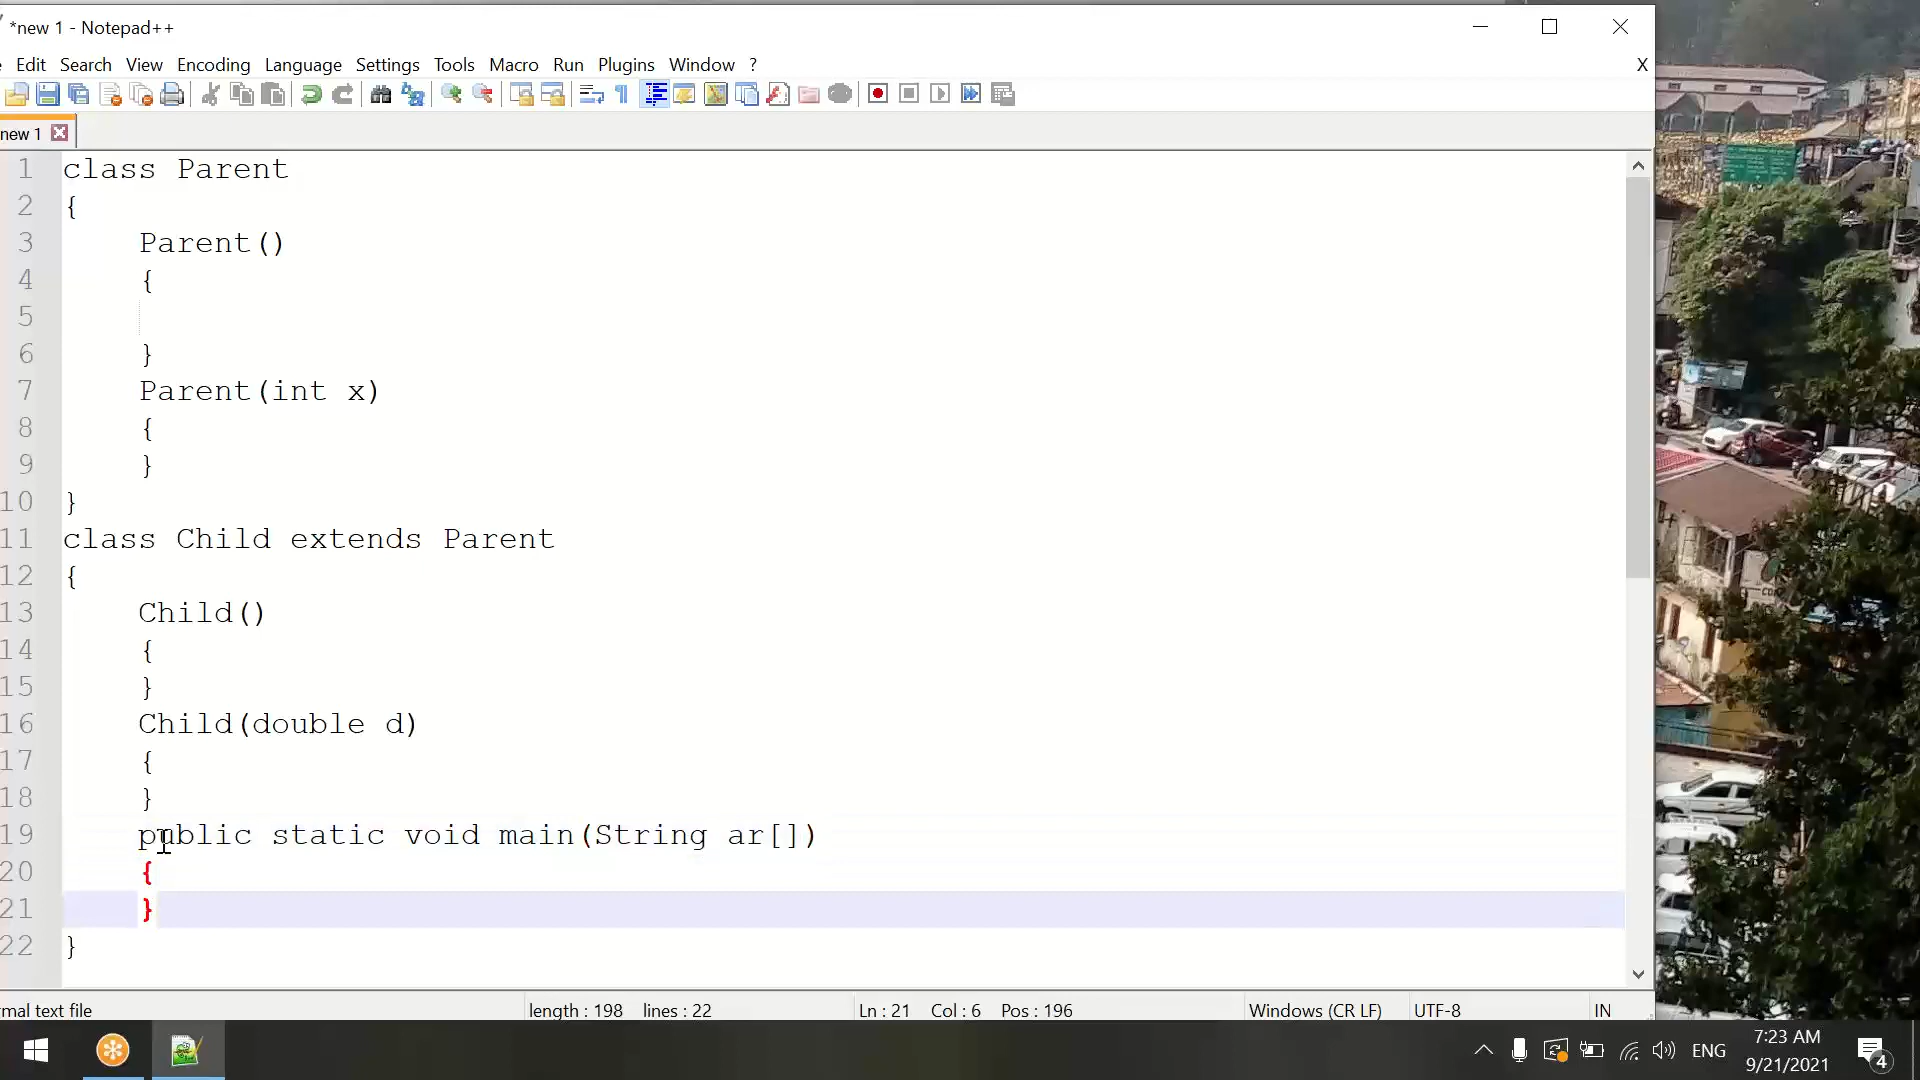 *new 1 - Notepad++
Edit Search View Encoding Language Settings Tools Macro Run Plugins Window ? X
new 1
1 class Parent
2 {
3 Parent()
4 {
5
6 }
7 Parent(int x)
8 {
9 }
10 }
11 class Child extends Parent
12 {
13 Child()
14 {
15 }
16 Child(double d)
17 {
18 }
19 public static void main(String ar[])
20 {
21 }
22 }
rmal text file length : 198 lines : 22 Ln : 21 Col : 6 Pos : 196 Windows (CR LF) UTF-8 IN
ENG 7:23 AM
9/21/2021 4